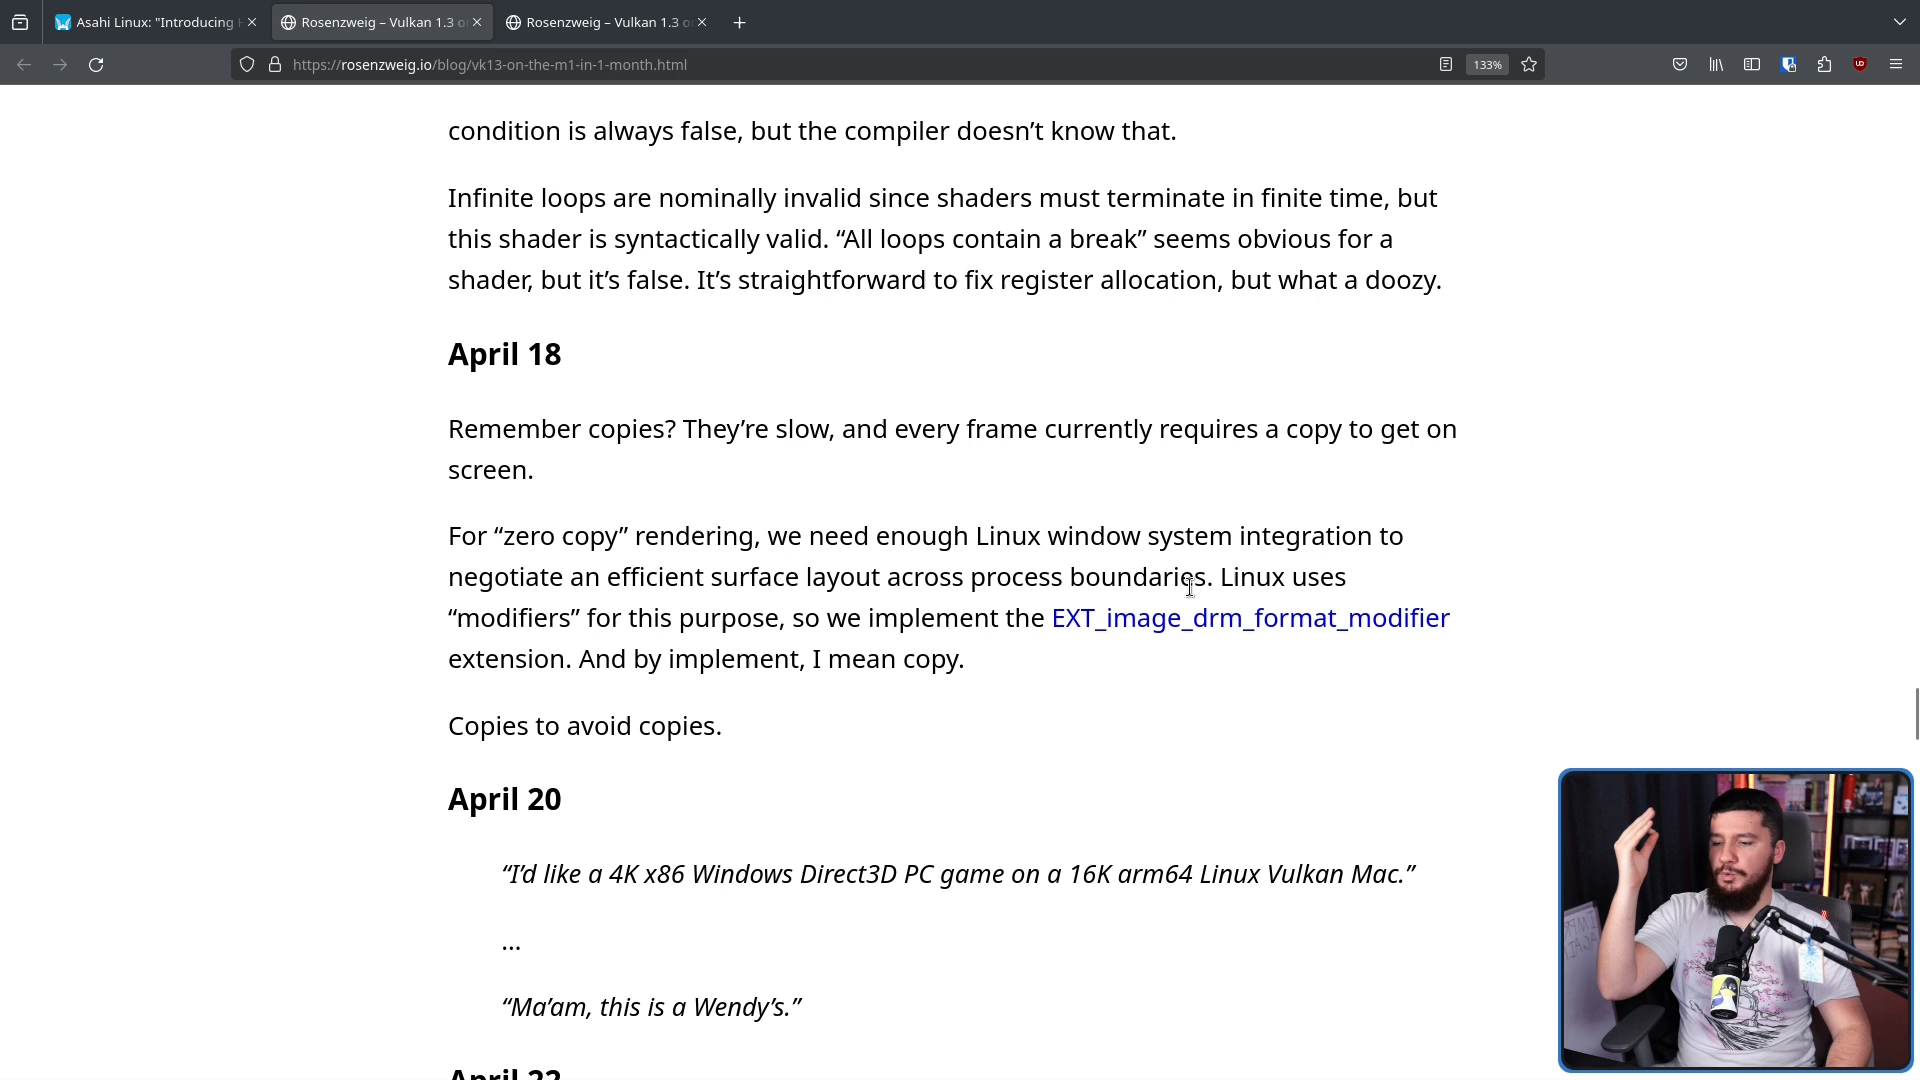 Asahi Linux: "Introducing
Rosenzweig – Vulkan 1.3 o
Rosenzweig – Vulkan 1.3 o
https://rosenzweig.io/blog/vk13-on-the-m1-in-1-month.html
133%
condition is always false, but the compiler doesn’t know that.
Infinite loops are nominally invalid since shaders must terminate in finite time, but
this shader is syntactically valid. “All loops contain a break” seems obvious for a
shader, but it’s false. It’s straightforward to fix register allocation, but what a doozy.
April 18
Remember copies? They’re slow, and every frame currently requires a copy to get on
screen.
For “zero copy” rendering, we need enough Linux window system integration to
negotiate an efficient surface layout across process boundaries. Linux uses
“modifiers” for this purpose, so we implement the EXT_image_drm_format_modifier
extension. And by implement, I mean copy.
Copies to avoid copies.
April 20
“I’d like a 4K x86 Windows Direct3D PC game on a 16K arm64 Linux Vulkan Mac.”
…
“Ma’am, this is a Wendy’s.”
April 22